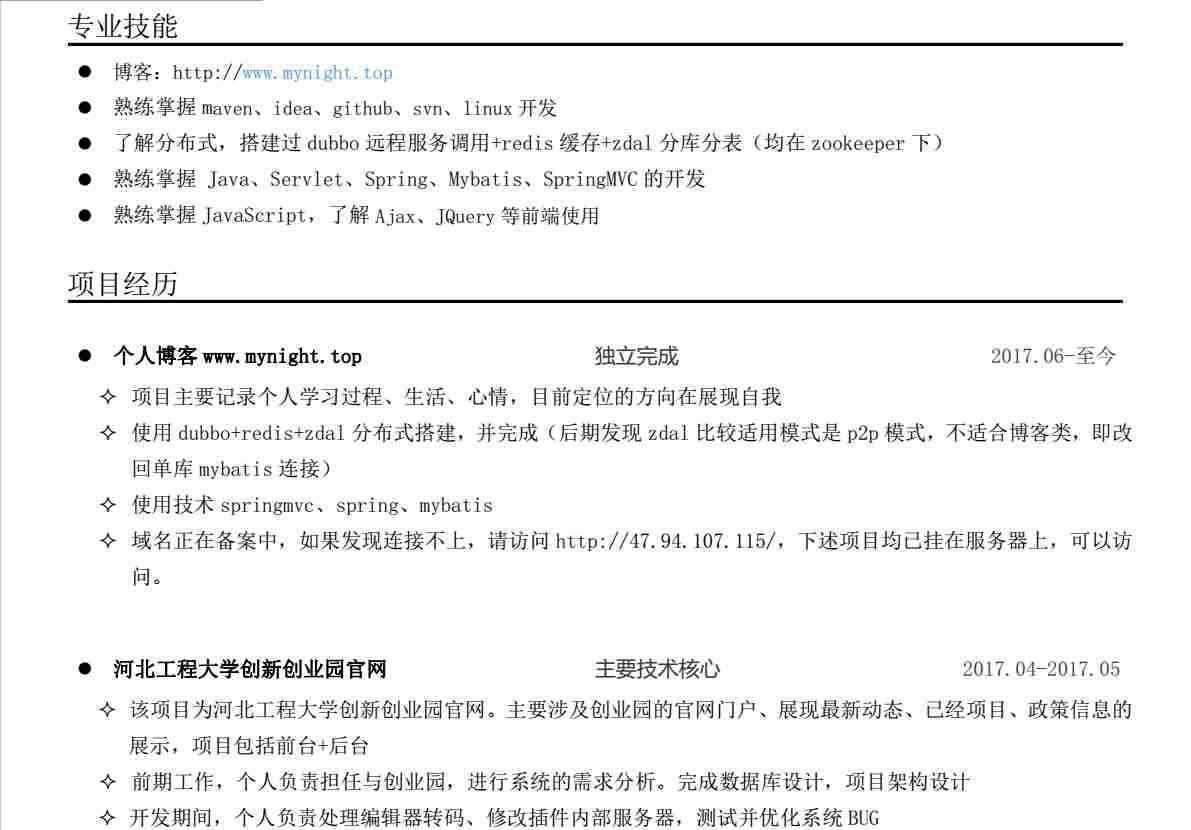 专业技能
● 博客：http://www.mynight.top
● 熟练掌握 maven、idea、github、svn、linux 开发
● 了解分布式，搭建过 dubbo 远程服务调用+redis 缓存+zdal 分库分表（均在 zookeeper 下）
● 熟练掌握 Java、Servlet、Spring、Mybatis、SpringMVC 的开发
● 熟练掌握 JavaScript，了解 Ajax、JQuery 等前端使用
项目经历
● 个人博客 www.mynight.top 独立完成 2017.06-至今
✧ 项目主要记录个人学习过程、生活、心情，目前定位的方向在展现自我
✧ 使用 dubbo+redis+zdal 分布式搭建，并完成（后期发现 zdal 比较适用模式是 p2p 模式，不适合博客类，即改
回单库 mybatis 连接）
✧ 使用技术 springmvc、spring、mybatis
✧ 域名正在备案中，如果发现连接不上，请访问 http://47.94.107.115/，下述项目均已挂在服务器上，可以访
问。
● 河北工程大学创新创业园官网 主要技术核心 2017.04-2017.05
✧ 该项目为河北工程大学创新创业园官网。主要涉及创业园的官网门户、展现最新动态、已经项目、政策信息的
展示，项目包括前台+后台
✧ 前期工作，个人负责担任与创业园，进行系统的需求分析。完成数据库设计，项目架构设计
✧ 开发期间，个人负责处理编辑器转码、修改插件内部服务器，测试并优化系统 BUG